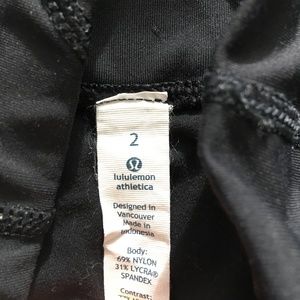 2
lululemon
athletica
Designed in
Vancouver
Made in
Indonesia
Body:
69% NYLON
31% LYCRA®
SPANDEX
Contrast: